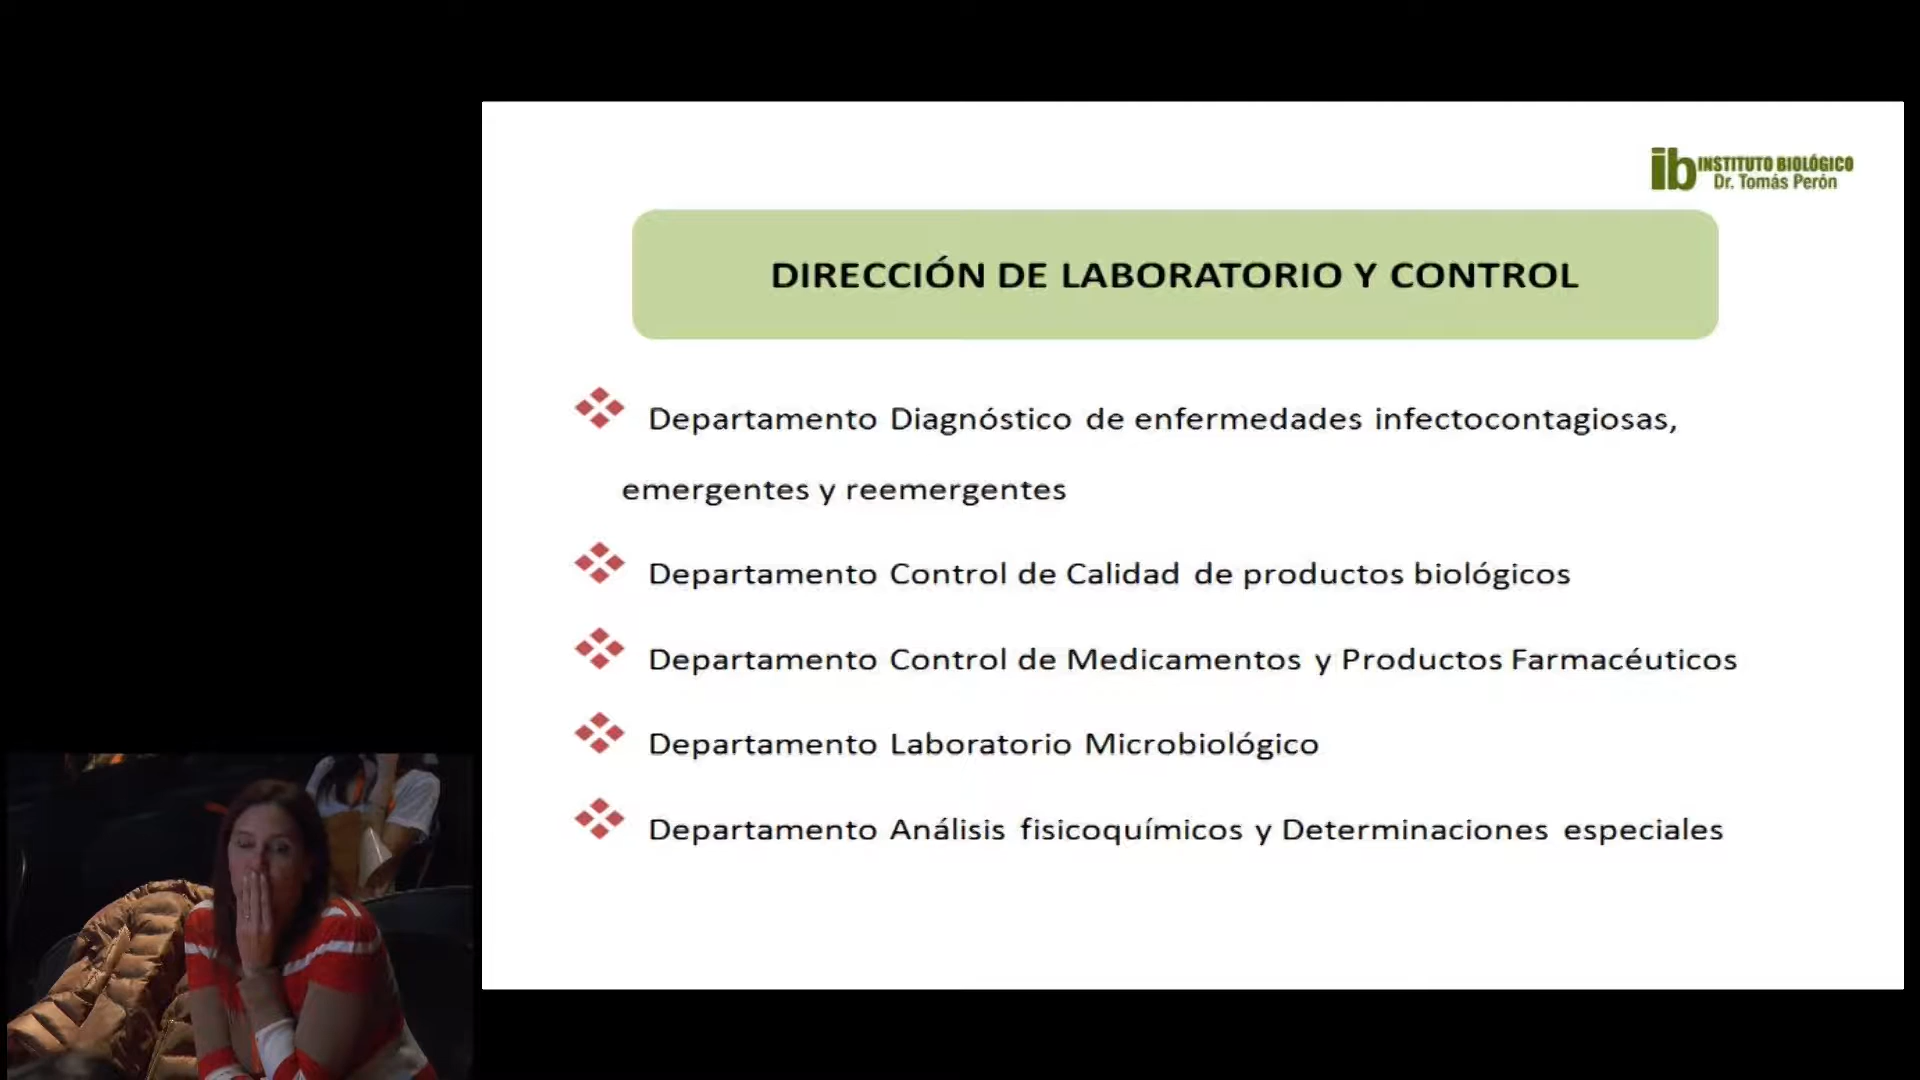 ib INSTITUTO BIOLÓGICO
Dr. Tomás Perón
DIRECCIÓN DE LABORATORIO Y CONTROL
Departamento Diagnóstico de enfermedades infectocontagiosas,
emergentes y reemergentes
Departamento Control de Calidad de productos biológicos
Departamento Control de Medicamentos y Productos Farmacéuticos
Departamento Laboratorio Microbiológico
Departamento Análisis fisicoquímicos y Determinaciones especiales